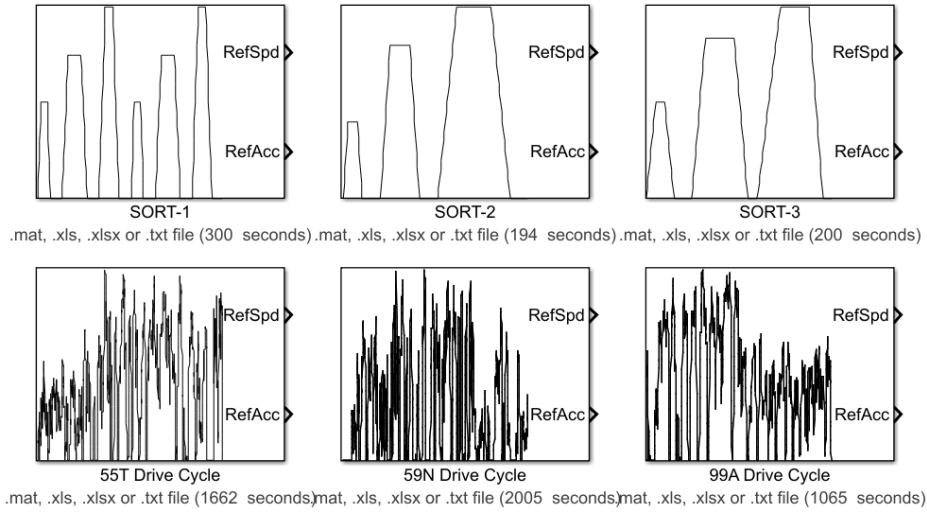 RefSpd
RefAcc
SORT-1
.mat, .xls, .xlsx or .txt file (300  seconds)
RefSpd
RefAcc
SORT-2
.mat, .xls, .xlsx or .txt file (194  seconds)
RefSpd
RefAcc
SORT-3
.mat, .xls, .xlsx or .txt file (200  seconds)
RefSpd
RefAcc
55T Drive Cycle
.mat, .xls, .xlsx or .txt file (1662  seconds)
RefSpd
RefAcc
59N Drive Cycle
mat, .xls, .xlsx or .txt file (2005  seconds)
RefSpd
RefAcc
99A Drive Cycle
mat, .xls, .xlsx or .txt file (1065  seconds)